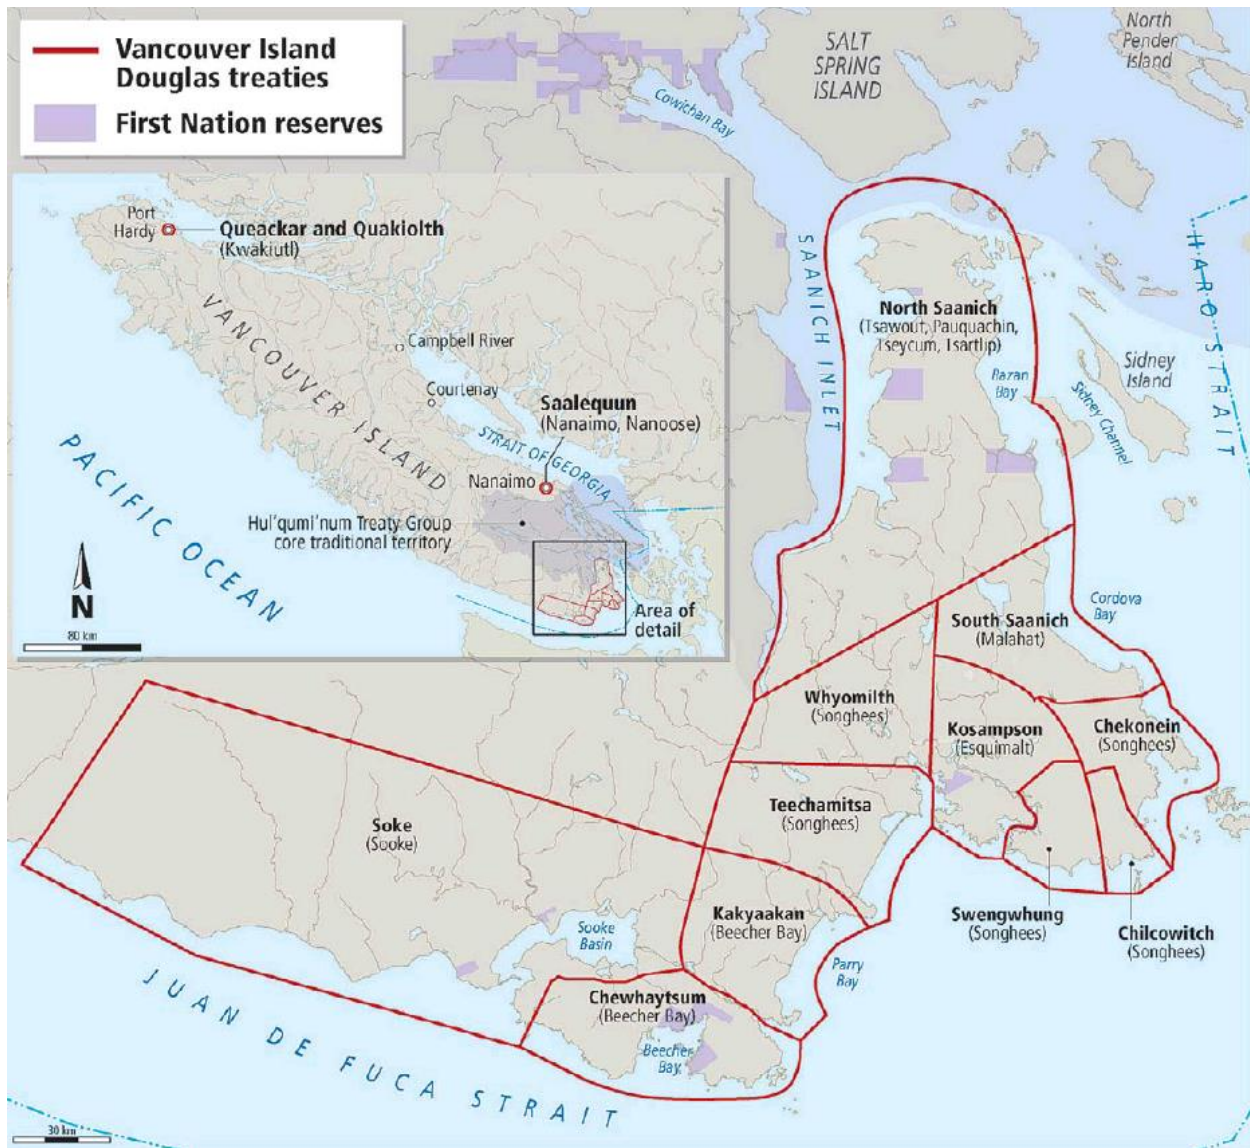 Vancouver Island
Douglas treaties
First Nation reserves
SALT
SPRING
ISLAND
North
Pender
Island
Cowichan Bay
Port
Hardy
Queackar and Quakiolth
(Kwakiutl)
VANCOUVER ISLAND
Campbell River
Courtenay
Saalequun
(Nanaimo, Nanoose)
STRAIT OF GEORGIA
Nanaimo
Hul'qumi'num Treaty Group
core traditional territory
PACIFIC OCEAN
N
80 km
Area of
detail
SAANICH INLET
HARO STRAIT
North Saanich
(Tsawout, Pauquachin,
Tseycum, Tsartlip)
Bazan
Bay
Sidney
Island
Sidney Channel
Cordova
Bay
South Saanich
(Malahat)
Whyomilth
(Songhees)
Kosampson
(Esquimalt)
Chekonein
(Songhees)
Teechamitsa
(Songhees)
Soke
(Sooke)
Kakyaakan
(Beecher Bay)
Swengwhung
(Songhees)
Chilcowitch
(Songhees)
Sooke
Basin
Parry
Bay
Chewhaytsum
(Beecher Bay)
Beecher
Bay
JUAN DE FUCA STRAIT
30 km